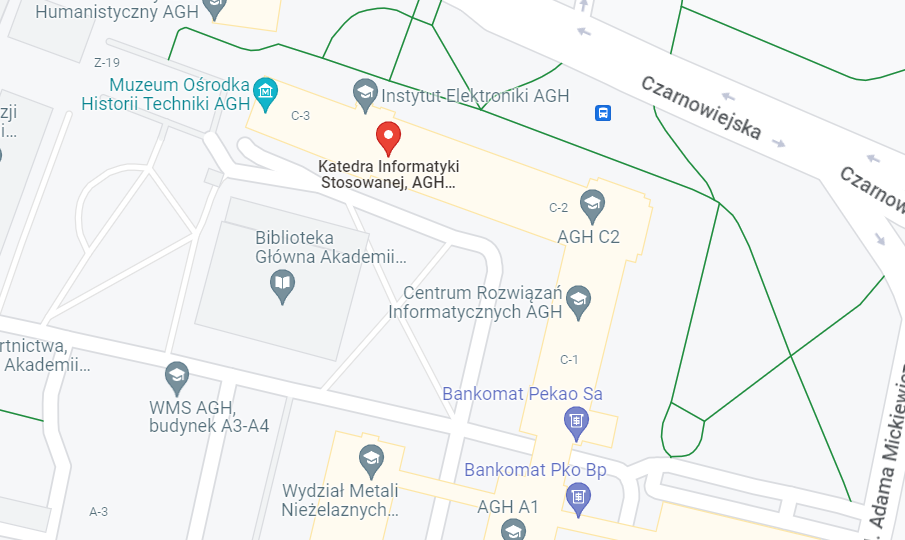 Humanistyczny AGH
Z-19
Muzeum Ośrodka
Historii Techniki AGH
C-3
Instytut Elektroniki AGH
Czarnowiejska
zji
i...
Katedra Informatyki
Stosowanej, AGH...
Czarnow
C-2
AGH C2
Biblioteka
Główna Akademii...
Centrum Rozwiązań
Informatycznych AGH
rtnictwa,
Akademii...
C-1
WMS AGH,
budynek A3-A4
Bankomat Pekao Sa
Bankomat Pko Bp
Wydział Metali
Nieżelaznych...
A-3
AGH A1
. Adama Mickiewicz